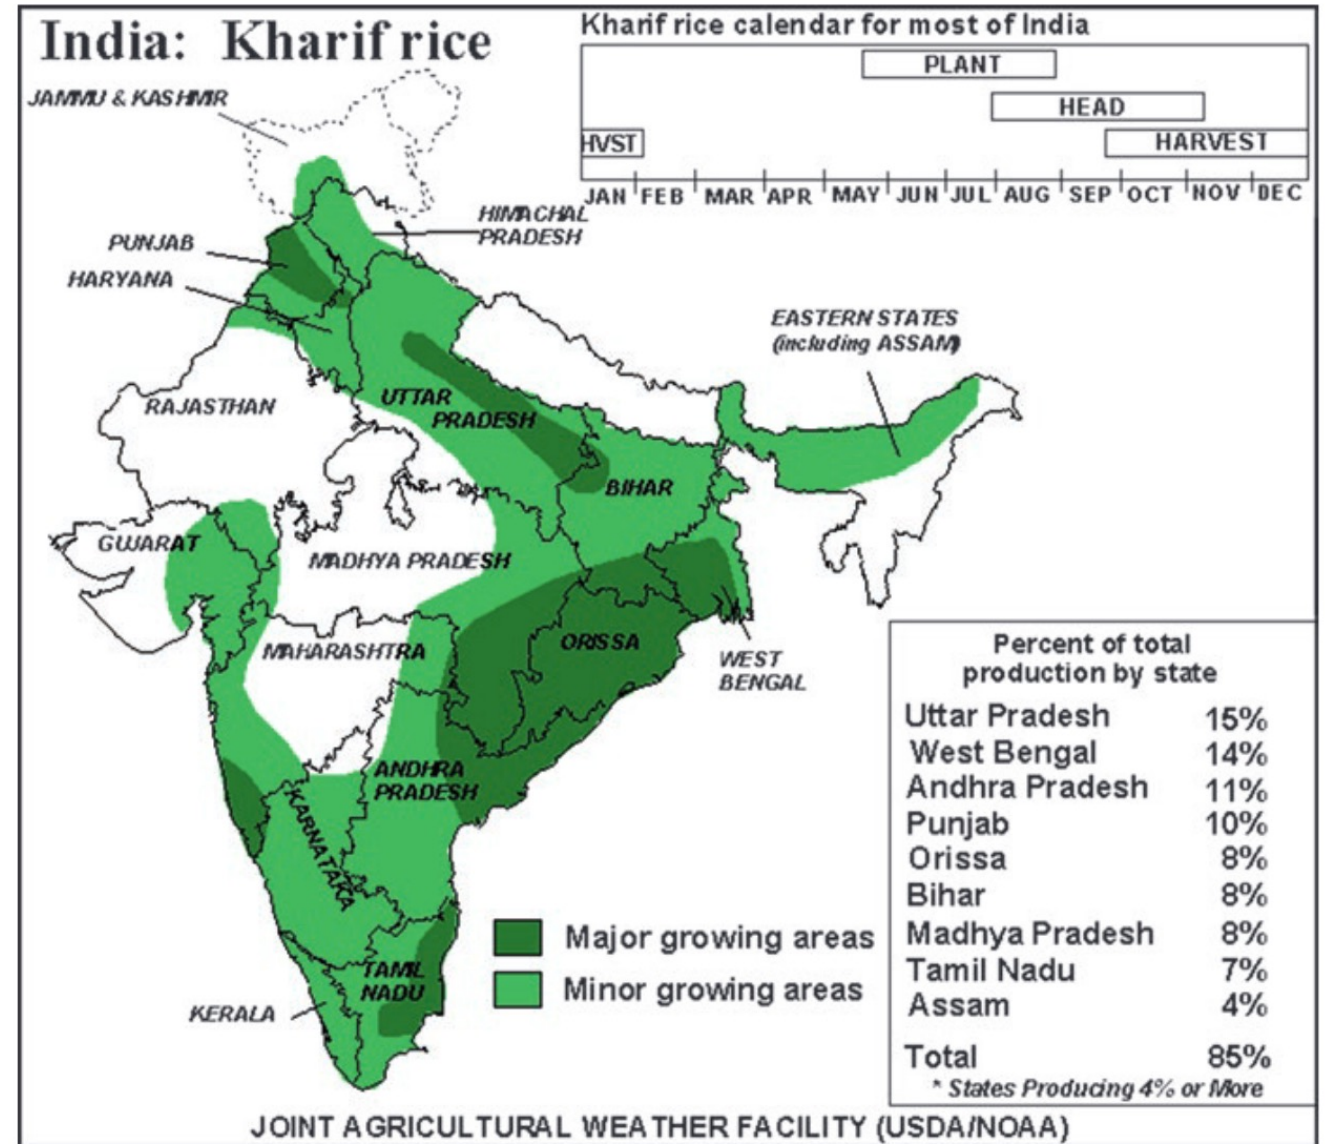 India: Kharif rice
Kharif rice calendar for most of India
PLANT
HEAD
HVST
HARVEST
JAN FEB MAR APR MAY JUN JUL AUG SEP OCT NOV DEC
JAMMU & KASHMIR
HIMACHAL
PRADESH
PUNJAB
HARYANA
EASTERN STATES
(including ASSAM)
RAJASTHAN
UTTAR
PRADESH
BIHAR
GUJARAT
MADHYA PRADESH
MAHARASHTRA
ORISSA
WEST
BENGAL
ANDHRA
PRADESH
KARNATAKA
TAMIL
NADU
KERALA
Major growing areas
Minor growing areas
Percent of total
production by state
Uttar Pradesh 15%
West Bengal 14%
Andhra Pradesh 11%
Punjab 10%
Orissa 8%
Bihar 8%
Madhya Pradesh 8%
Tamil Nadu 7%
Assam 4%
Total 85%
* States Producing 4% or More
JOINT AGRICULTURAL WEATHER FACILITY (USDA/NOAA)